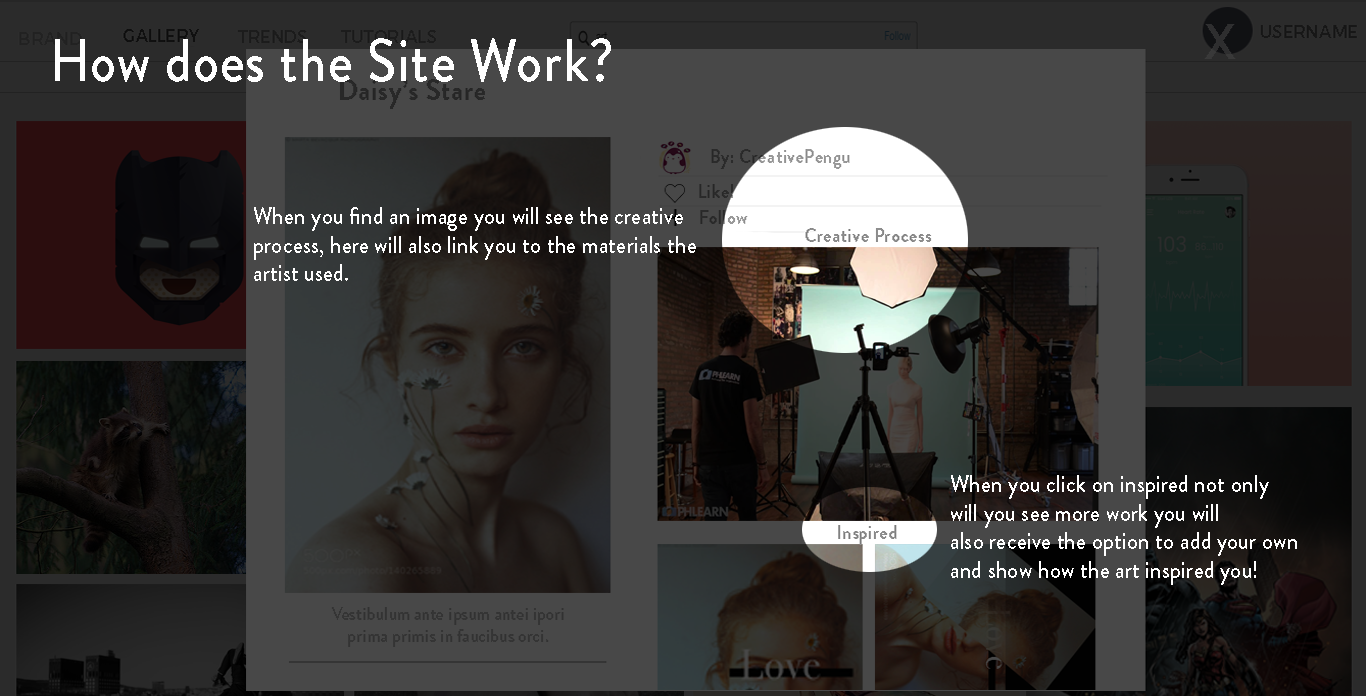 BRAND GALLERY TRENDS TUTORIALS Follow USERNAME
How does the Site Work?
Daisy's Stare
By: CreativePengu
Like!
Follow
Creative Process
When you find an image you will see the creative
process, here will also link you to the materials the
artist used.
103
PHLEARN
PHLEARN
When you click on inspired not only
will you see more work you will
also receive the option to add your own
and show how the art inspired you!
Inspired
Vestibulum ante ipsum antei ipori
prima primis in faucibus orci.
Love